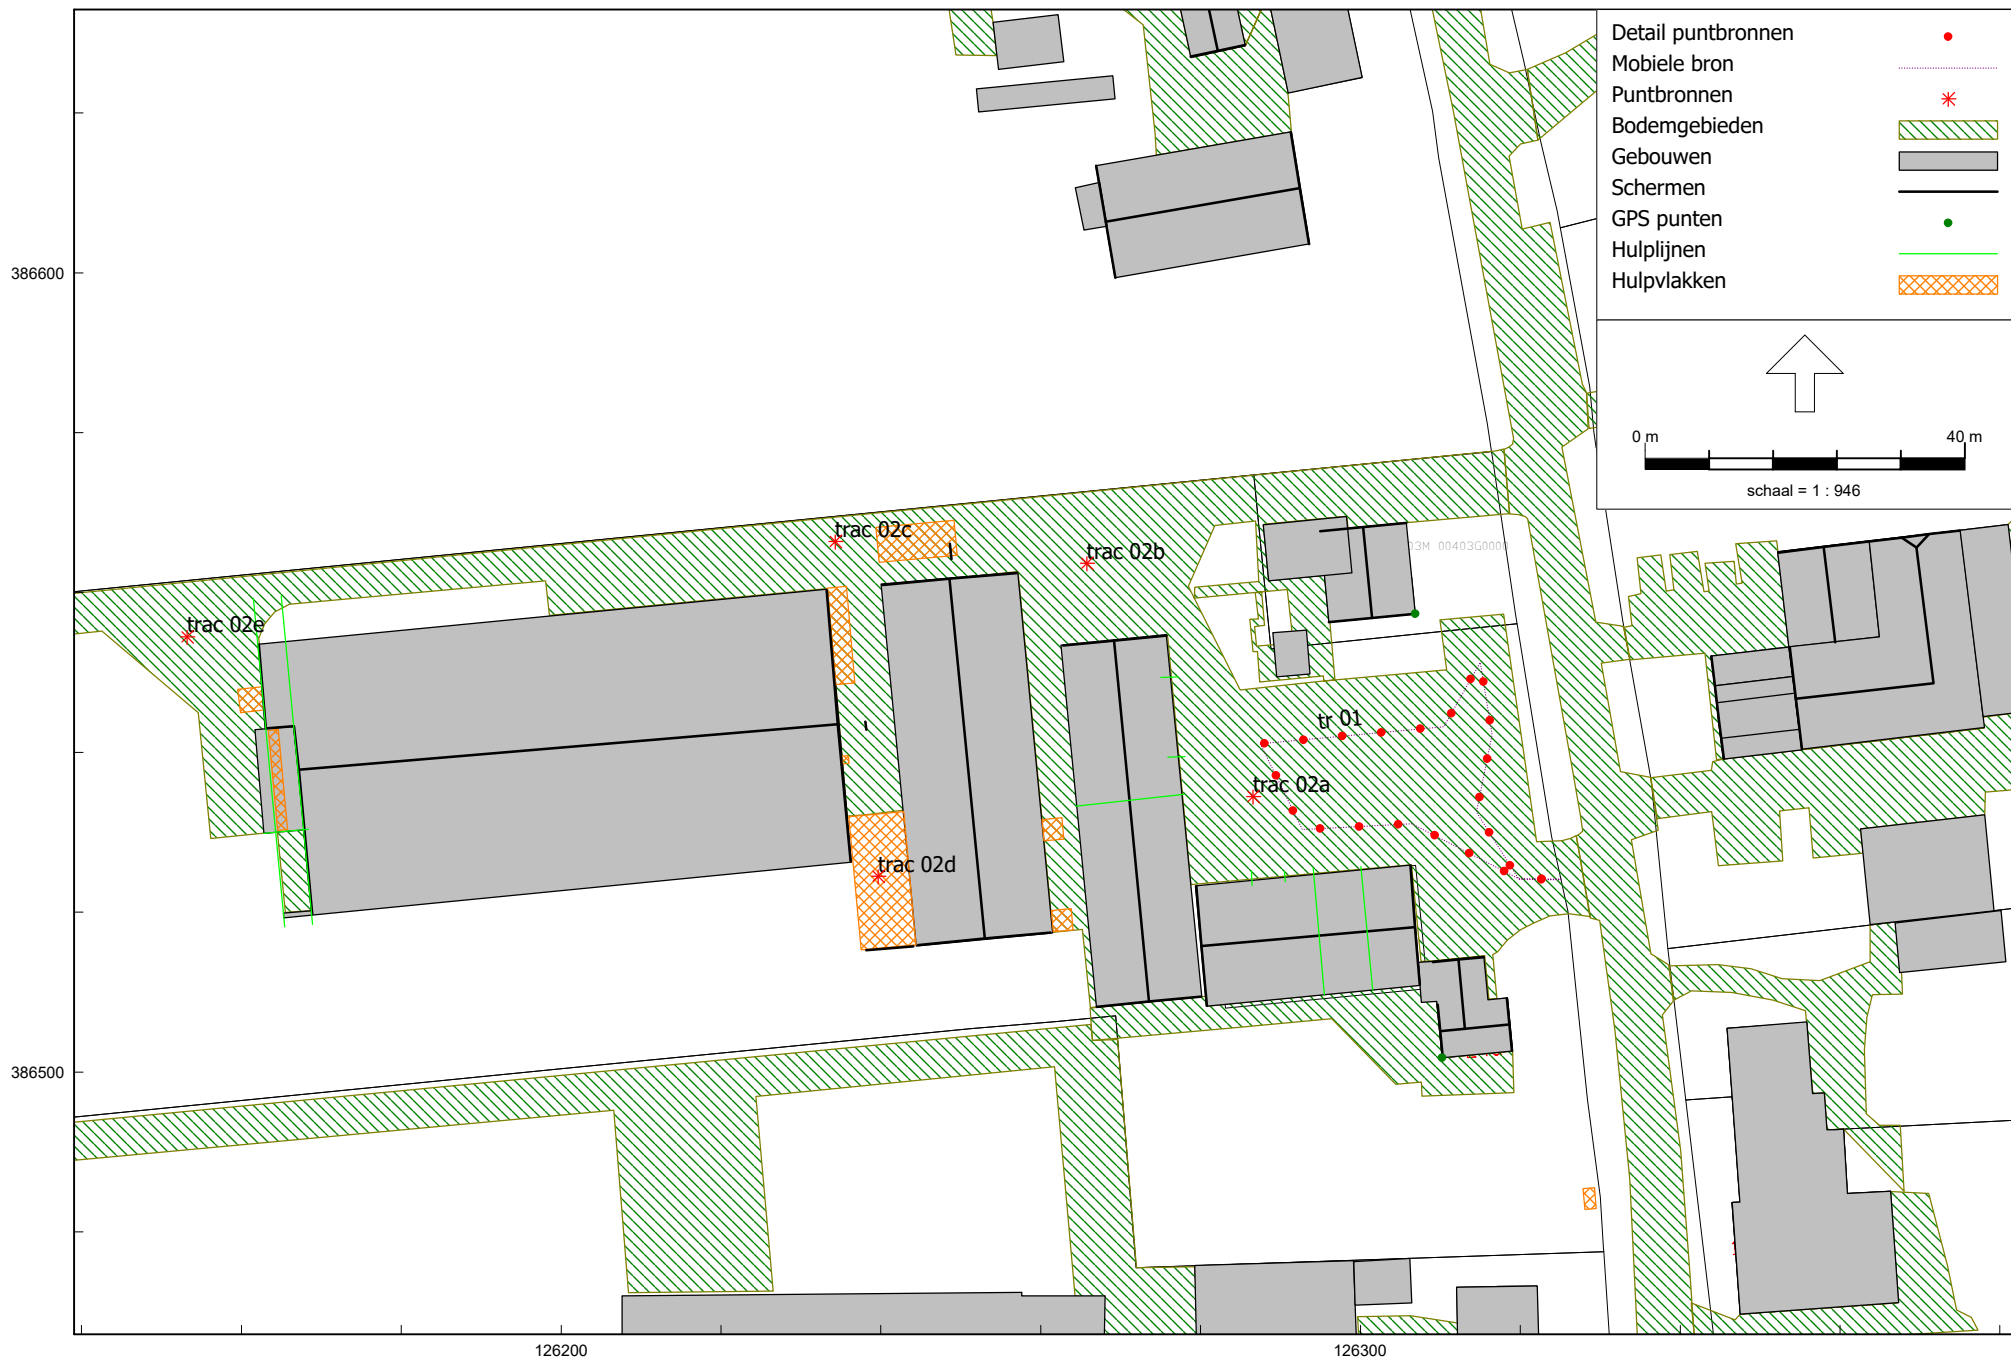 Detail puntbronnen
Mobiele bron
Puntbronnen
Bodemgebieden
Gebouwen
Schermen
GPS punten
Hulplijnen
Hulpvlakken
386600
0 m 40 m
schaal = 1 : 946
trac 02c
trac 02b
trac 02e
tr 01
trac 02a
trac 02d
386500
126200 126300